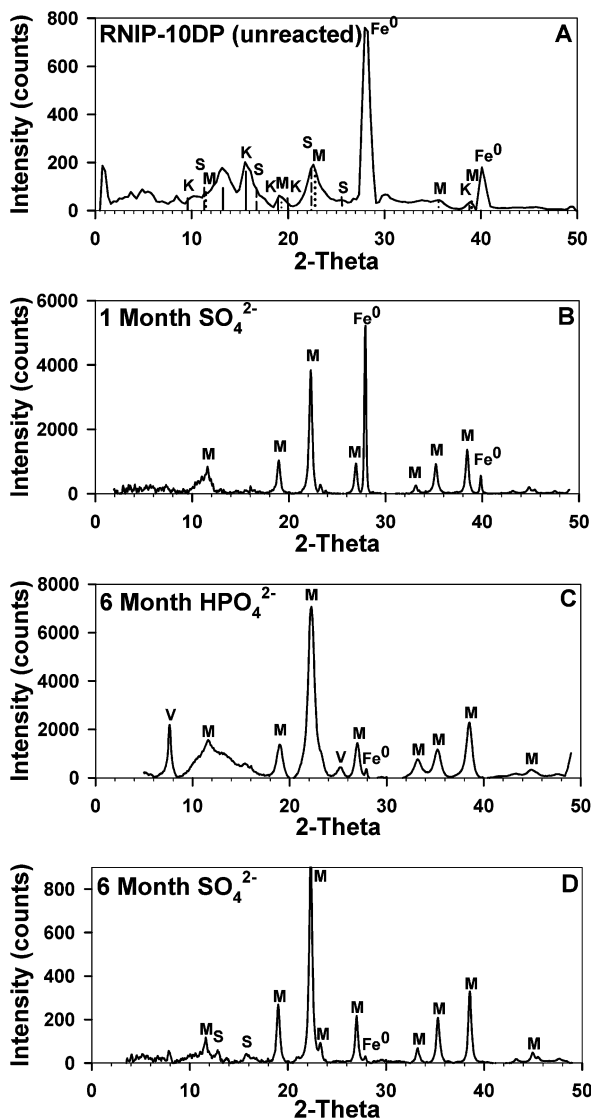 RNIP-10DP (unreacted) Fe⁰ A
Intensity (counts)
800
600
400
200
0
K S M K S K M K S M S M K M Fe⁰
0 10 20 30 40 50
2-Theta
1 Month SO₄²⁻ Fe⁰ B
Intensity (counts)
6000
4000
2000
0
M M M M M M M Fe⁰
0 10 20 30 40 50
2-Theta
6 Month HPO₄²⁻ M C
Intensity (counts)
8000
6000
4000
2000
0
V M M V M Fe⁰ M M M M
0 10 20 30 40 50
2-Theta
6 Month SO₄²⁻ M D
Intensity (counts)
800
600
400
200
0
M S S M M M Fe⁰ M M M M
0 10 20 30 40 50
2-Theta